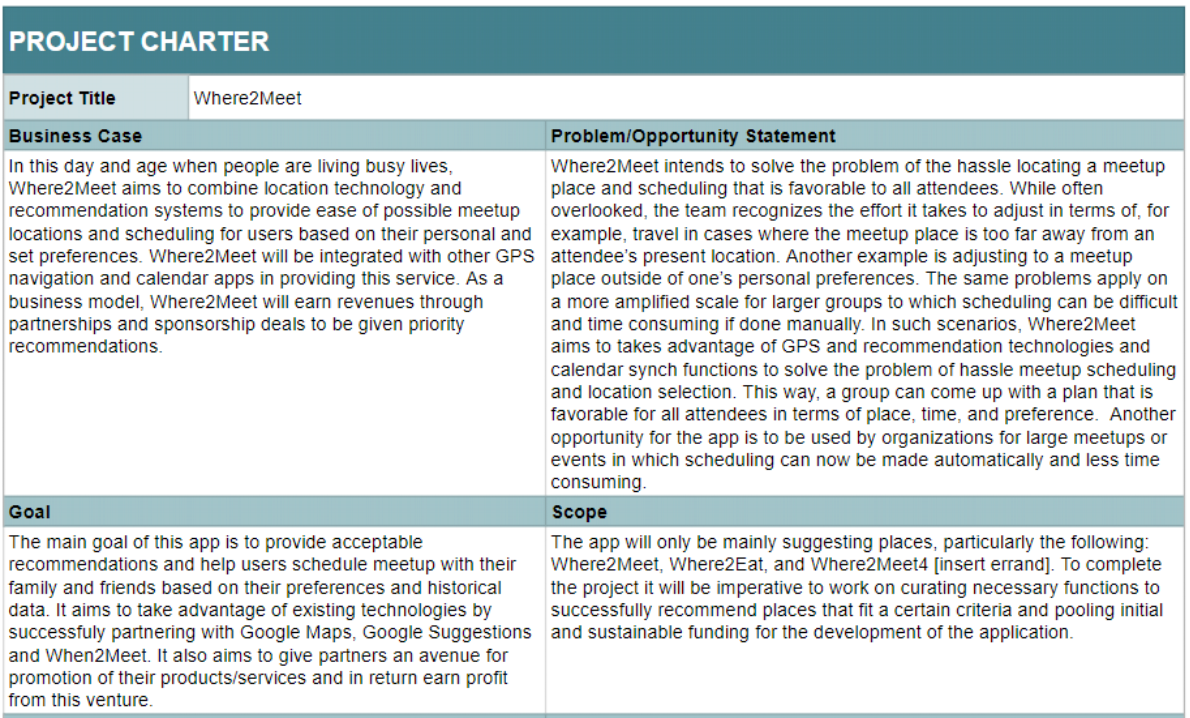 PROJECT CHARTER
Project Title
Where2Meet
Business Case
In this day and age when people are living busy lives,
Where2Meet aims to combine location technology and
recommendation systems to provide ease of possible meetup
locations and scheduling for users based on their personal and
set preferences. Where2Meet will be integrated with other GPS
navigation and calendar apps in providing this service. As a
business model, Where2Meet will earn revenues through
partnerships and sponsorship deals to be given priority
recommendations.
Problem/Opportunity Statement
Where2Meet intends to solve the problem of the hassle locating a meetup
place and scheduling that is favorable to all attendees. While often
overlooked, the team recognizes the effort it takes to adjust in terms of, for
example, travel in cases where the meetup place is too far away from an
attendee's present location. Another example is adjusting to a meetup
place outside of one's personal preferences. The same problems apply on
a more amplified scale for larger groups to which scheduling can be difficult
and time consuming if done manually. In such scenarios, Where2Meet
aims to takes advantage of GPS and recommendation technologies and
calendar synch functions to solve the problem of hassle meetup scheduling
and location selection. This way, a group can come up with a plan that is
favorable for all attendees in terms of place, time, and preference.  Another
opportunity for the app is to be used by organizations for large meetups or
events in which scheduling can now be made automatically and less time
consuming.
Goal
The main goal of this app is to provide acceptable
recommendations and help users schedule meetup with their
family and friends based on their preferences and historical
data. It aims to take advantage of existing technologies by
successfuly partnering with Google Maps, Google Suggestions
and When2Meet. It also aims to give partners an avenue for
promotion of their products/services and in return earn profit
from this venture.
Scope
The app will only be mainly suggesting places, particularly the following:
Where2Meet, Where2Eat, and Where2Meet4 [insert errand]. To complete
the project it will be imperative to work on curating necessary functions to
successfully recommend places that fit a certain criteria and pooling initial
and sustainable funding for the development of the application.